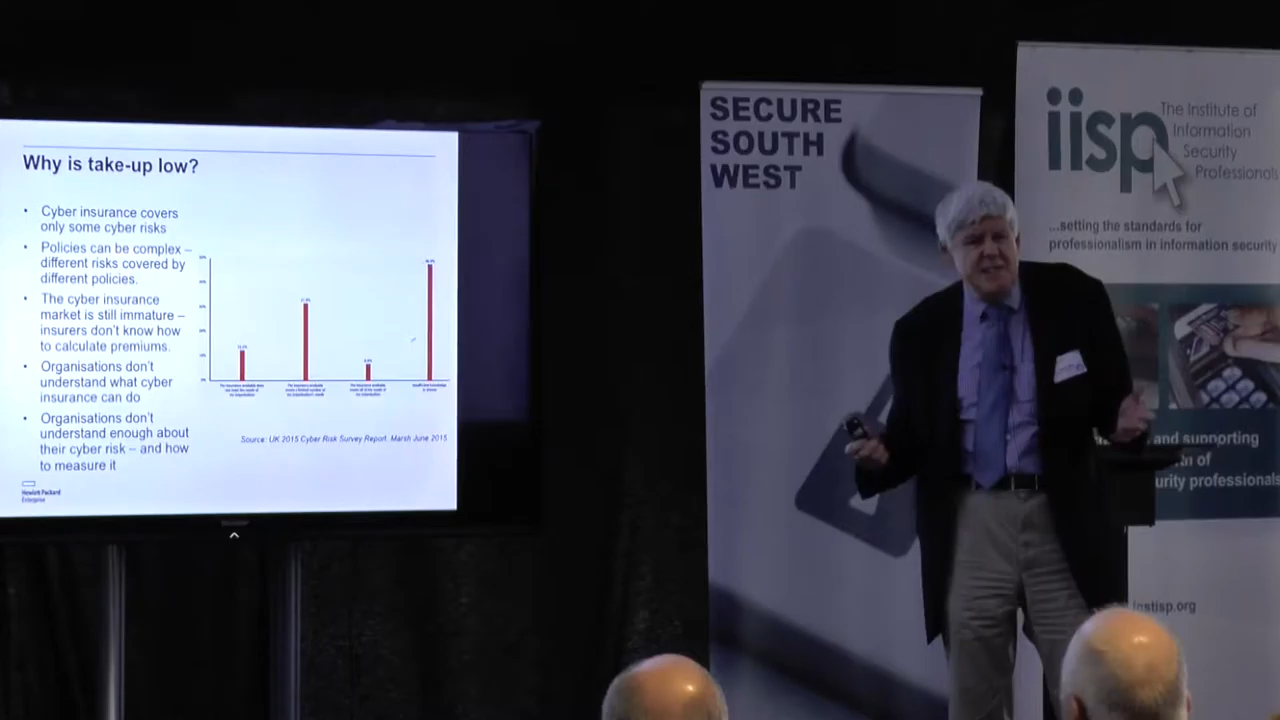 Why is take-up low?
• Cyber insurance covers
only some cyber risks
• Policies can be complex –
different risks covered by
different policies.
• The cyber insurance
market is still immature –
insurers don't know how
to calculate premiums.
• Organisations don't
understand what cyber
insurance can do
• Organisations don't
understand enough about
their cyber risk – and how
to measure it
Source: UK 2015 Cyber Risk Survey Report. Marsh June 2015
Hewlett Packard
Enterprise
SECURE
SOUTH
WEST
iisp
The Institute of
Information
Security
Professionals
...setting the standards for
professionalism in information security
and supporting
of
urity professionals
instisp.org